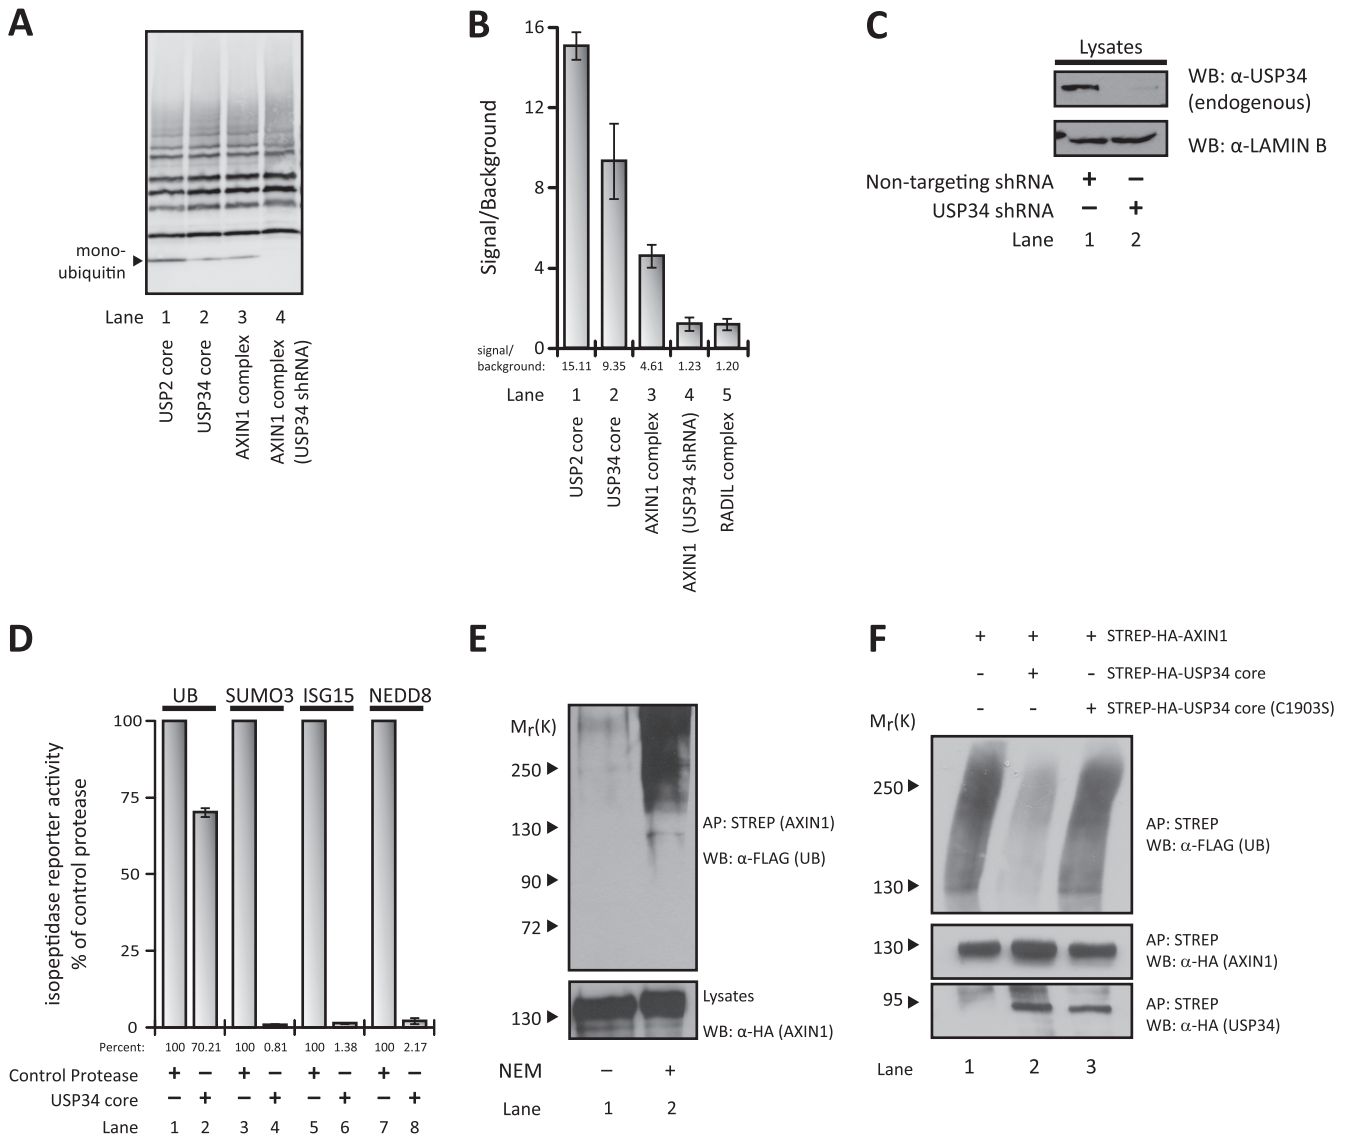 A
mono-
ubiquitin
Lane 1 2 3 4
USP2 core
USP34 core
AXIN1 complex
AXIN1 complex
(USP34 shRNA)
B
Signal/Background
16
12
8
4
0
signal/
background: 15.11 9.35 4.61 1.23 1.20
Lane 1 2 3 4 5
USP2 core
USP34 core
AXIN1 complex
AXIN1 (USP34 shRNA)
RADIL complex
C
Lysates
WB: α-USP34
(endogenous)
WB: α-LAMIN B
Non-targeting shRNA + −
USP34 shRNA − +
Lane 1 2
D
UB SUMO3 ISG15 NEDD8
isopeptidase reporter activity
% of control protease
100
75
50
25
0
Percent: 100 70.21 100 0.81 100 1.38 100 2.17
Control Protease + − + − + − + −
USP34 core − + − + − + − +
Lane 1 2 3 4 5 6 7 8
E
Mr(K)
250
130
90
72
AP: STREP (AXIN1)
WB: α-FLAG (UB)
130
Lysates
WB: α-HA (AXIN1)
NEM − +
Lane 1 2
F
+ + + STREP-HA-AXIN1
- + - STREP-HA-USP34 core
- - + STREP-HA-USP34 core (C1903S)
Mr(K)
250
130
AP: STREP
WB: α-FLAG (UB)
130
AP: STREP
WB: α-HA (AXIN1)
95
AP: STREP
WB: α-HA (USP34)
Lane 1 2 3